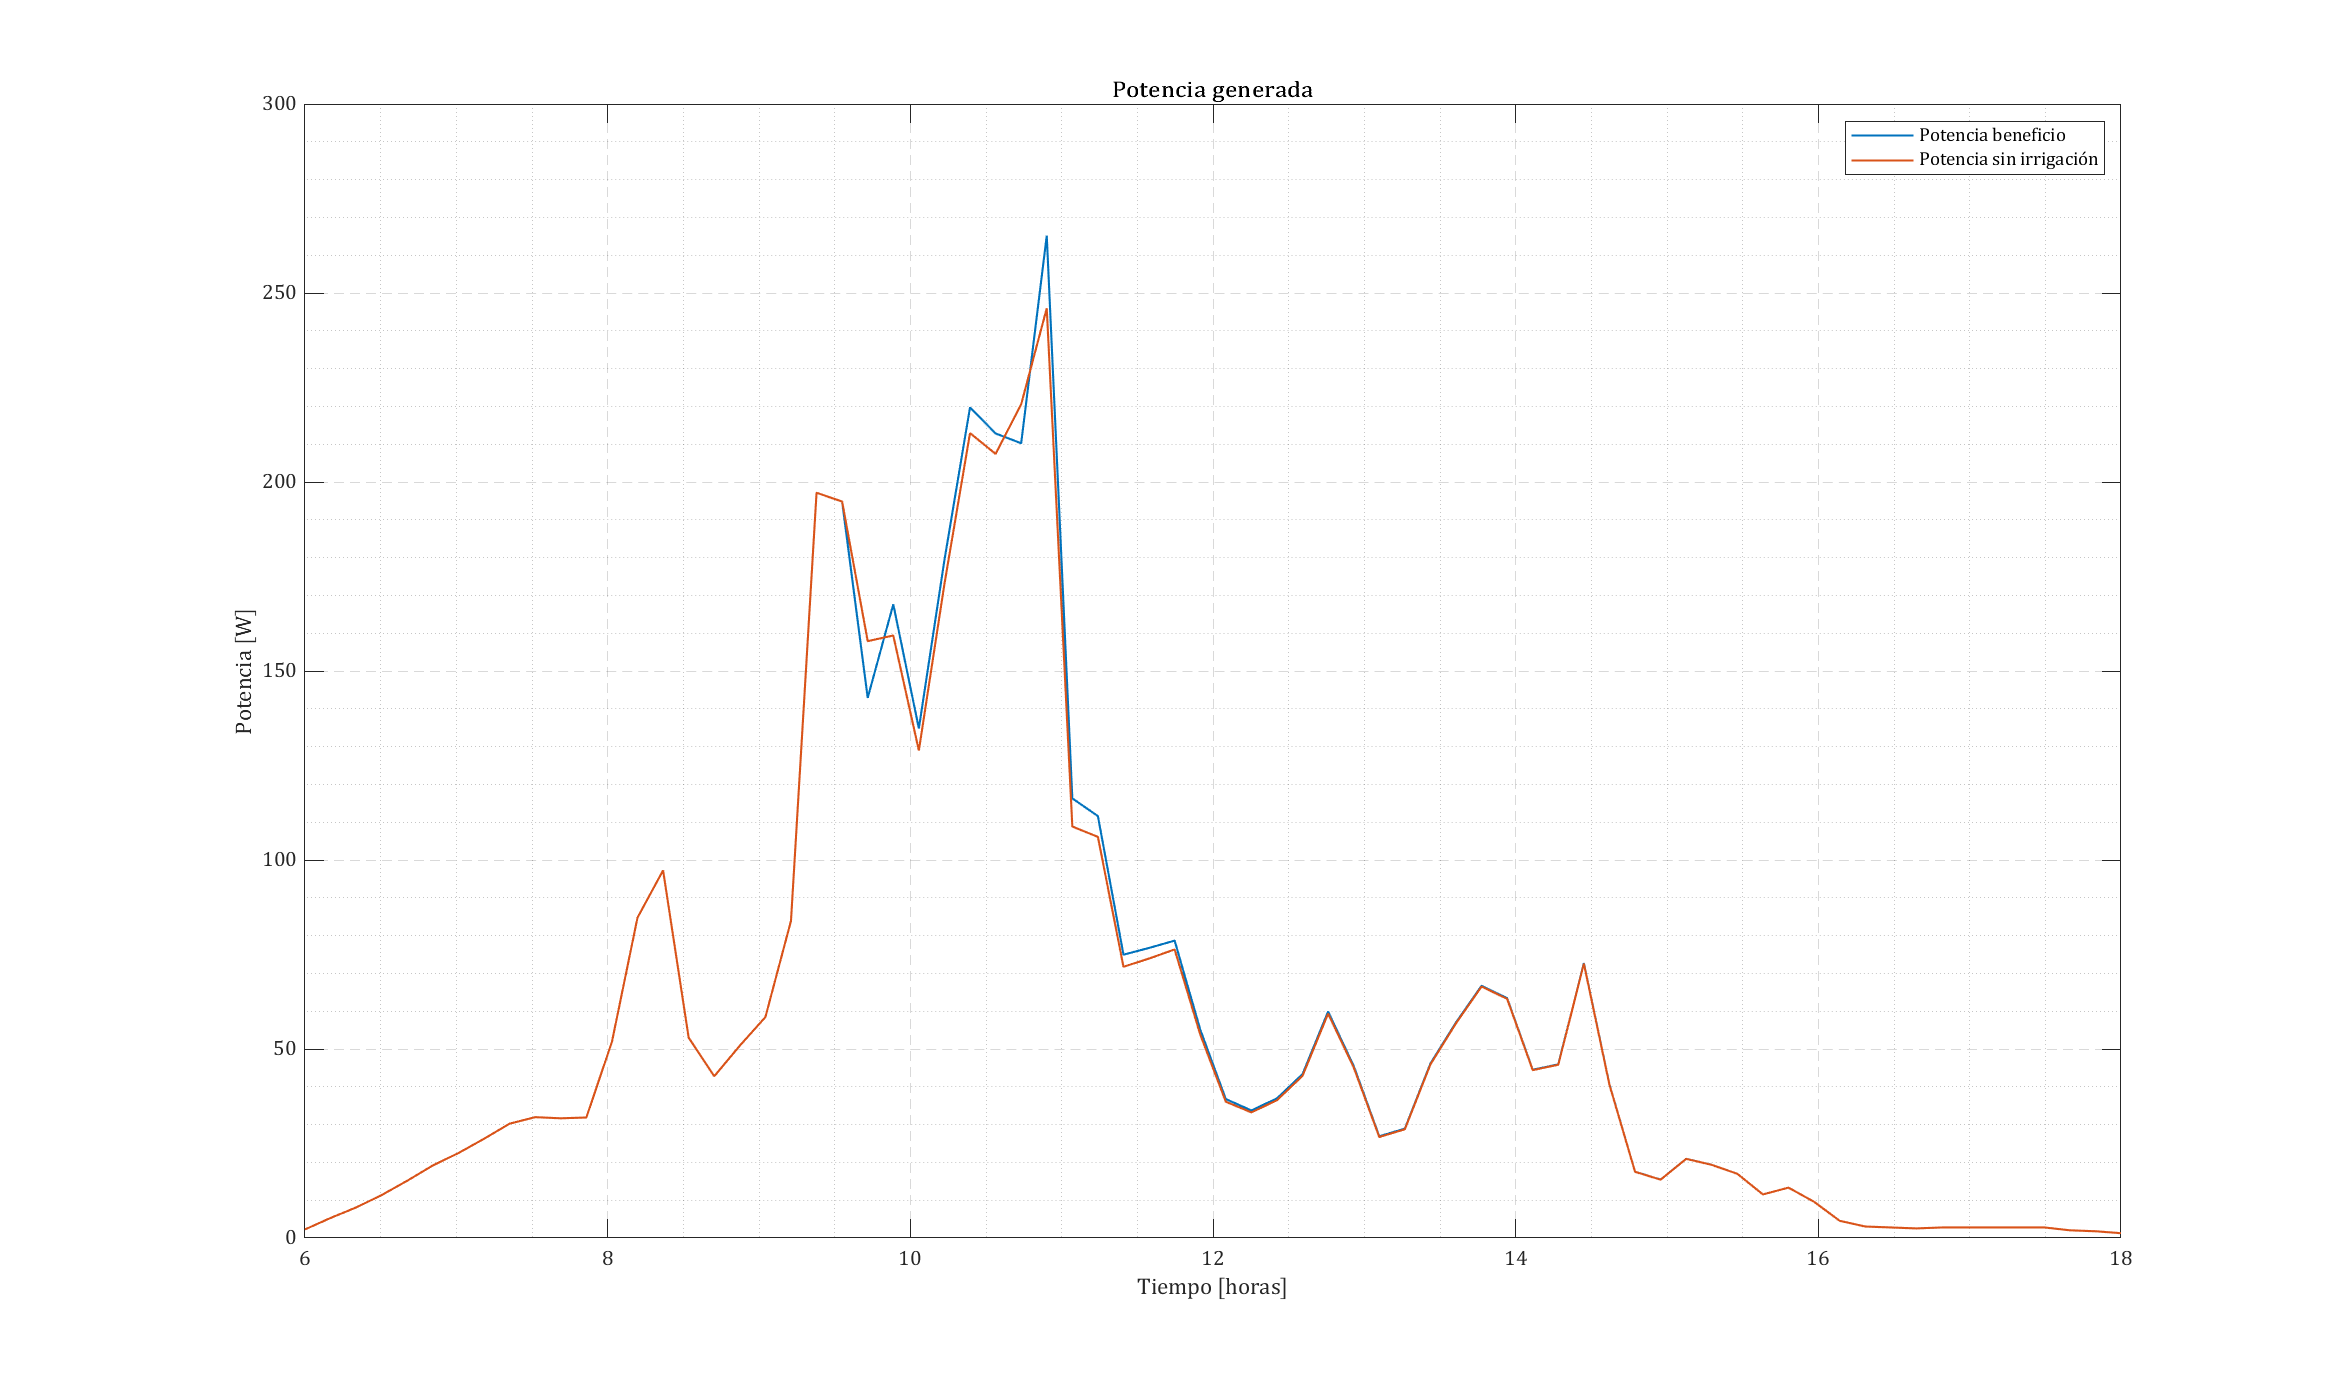 Potencia generada
300
250
200
150
100
50
0
Potencia [W]
Potencia beneficio
Potencia sin irrigación
6 8 10 12 14 16 18
Tiempo [horas]